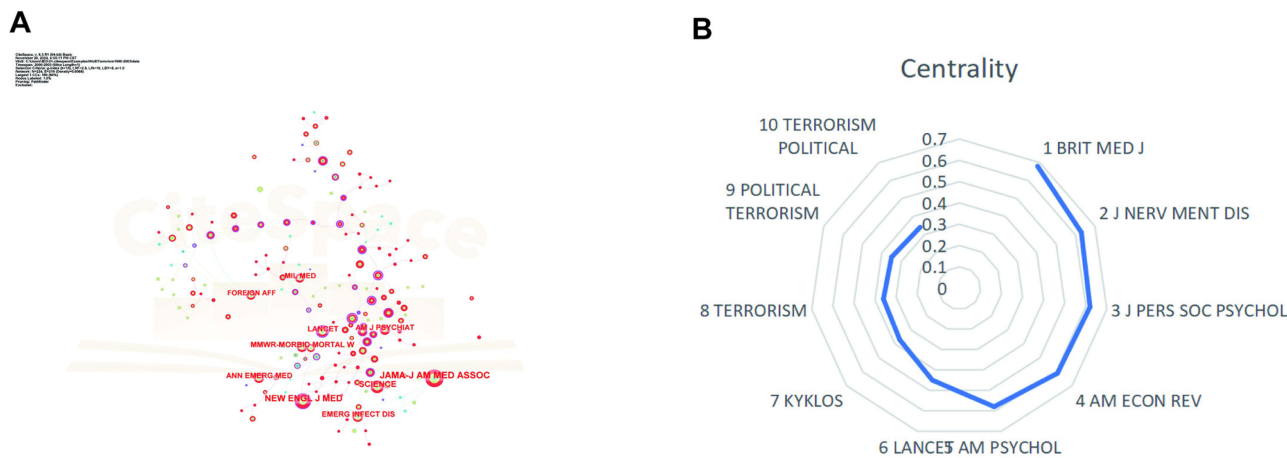 A
B
CiteSpace
MIL MED
FOREIGN AFF
LANCET
AM J PSYCHIAT
MMWR-MORBID MORTAL W
ANN EMERG MED
JAMA-J AM MED ASSOC
SCIENCE
NEW ENGL J MED
EMERG INFECT DIS
Centrality
10 TERRORISM
POLITICAL
0.7
0.6
0.5
0.4
0.3
0.2
0.1
0
1 BRIT MED J
2 J NERV MENT DIS
3 J PERS SOC PSYCHOL
4 AM ECON REV
5 AM PSYCHOL
6 LANCET
7 KYKLOS
8 TERRORISM
9 POLITICAL
TERRORISM